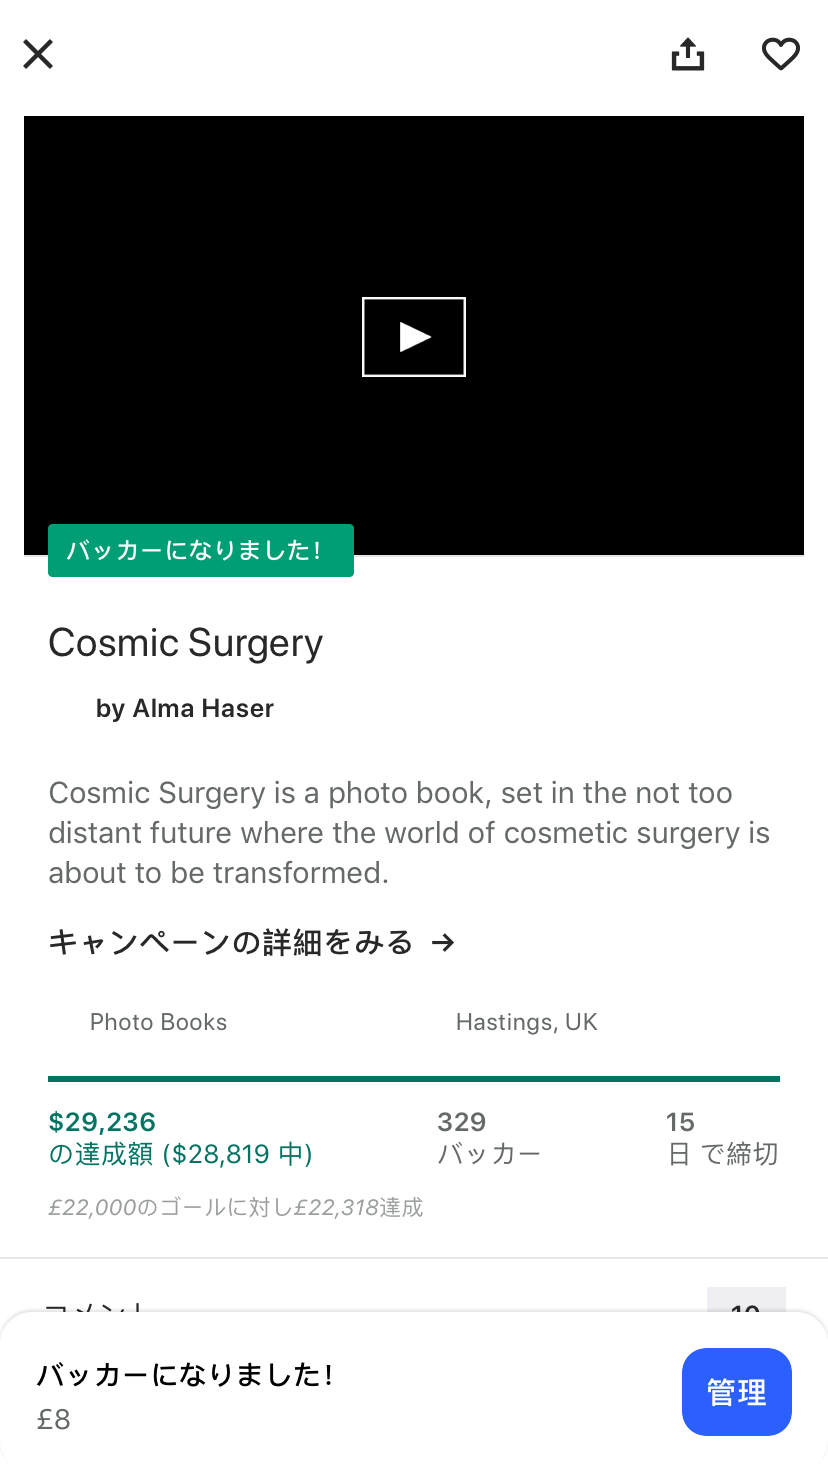 バッカーになりました!
Cosmic Surgery
by Alma Haser
Cosmic Surgery is a photo book, set in the not too
distant future where the world of cosmetic surgery is
about to be transformed.
キャンペーンの詳細をみる →
Photo Books
Hastings, UK
$29,236
の達成額 ($28,819 中)
329
バッカー
15
日 で締切
£22,000のゴールに対し£22,318達成
コメント
バッカーになりました!
£8
管理